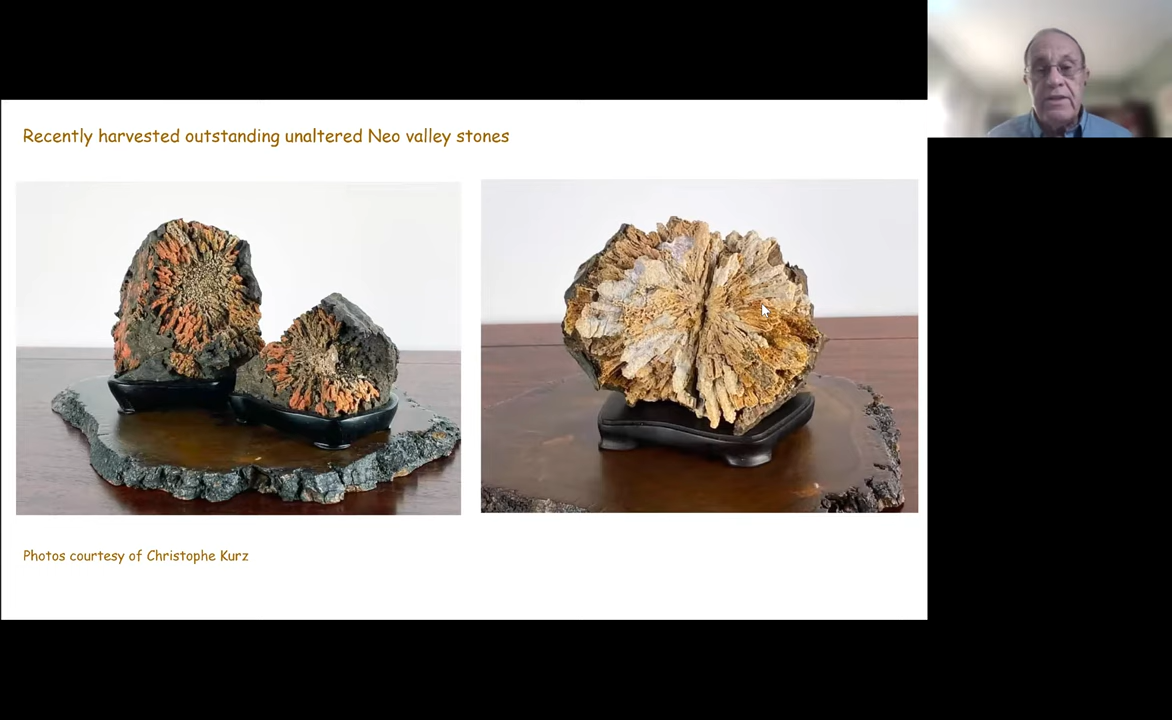 Recently harvested outstanding unaltered Neo valley stones
Photos courtesy of Christophe Kurz